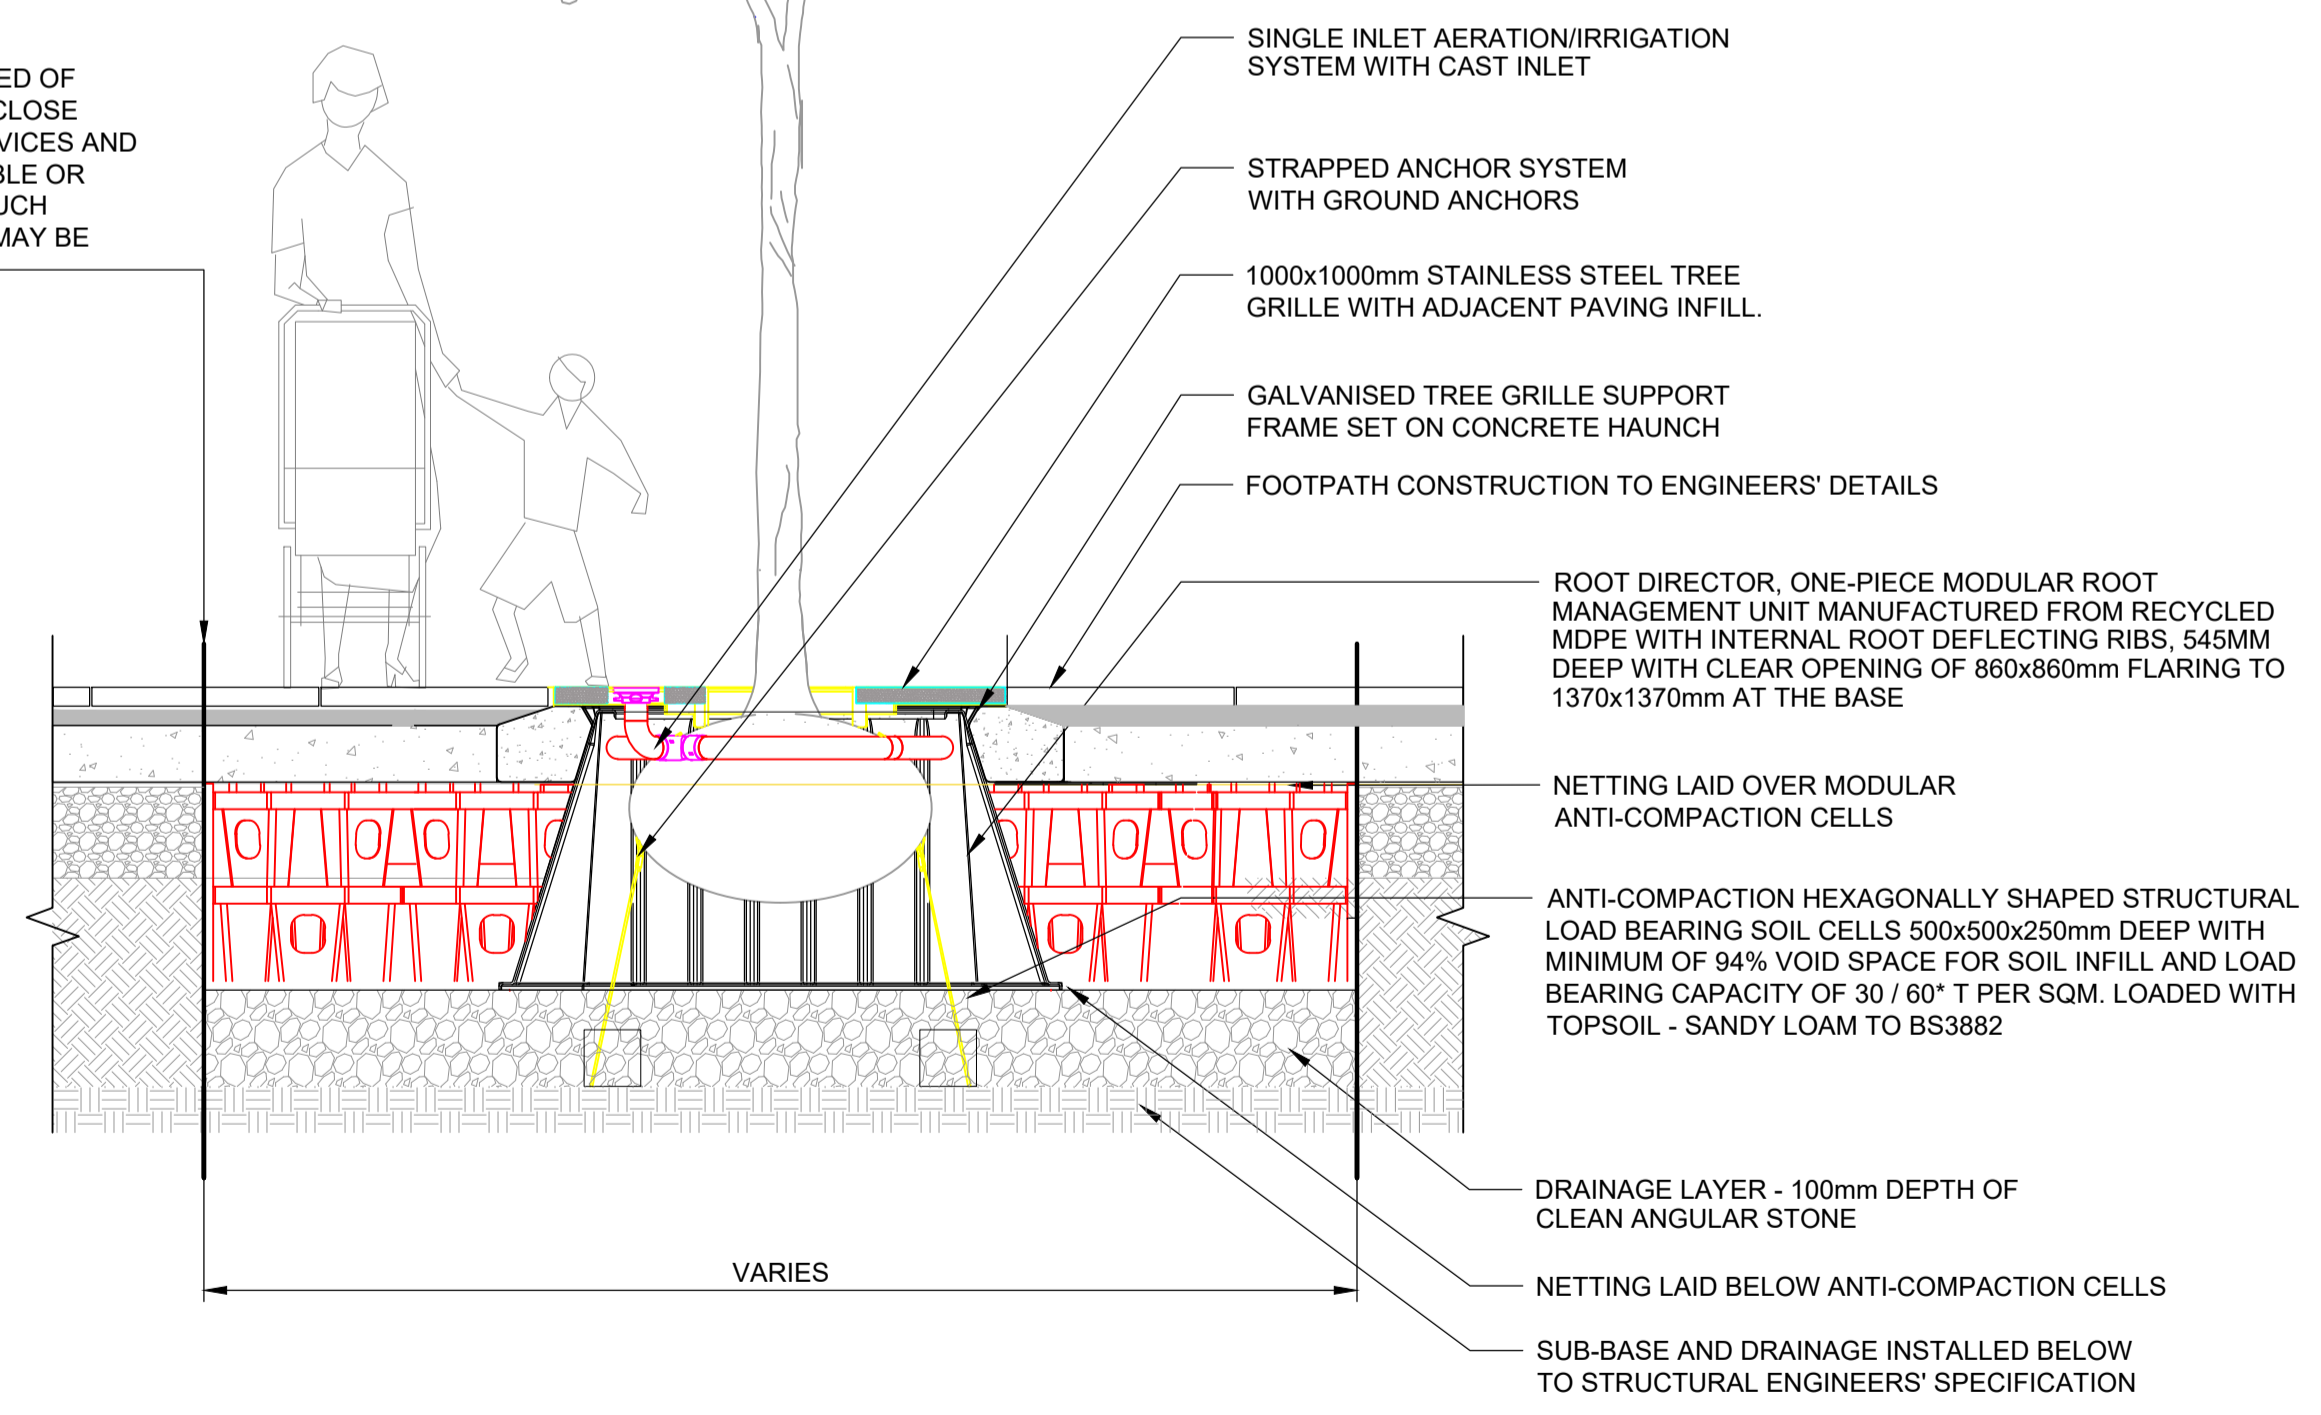 ED OF
CLOSE
VICES AND
BLE OR
UCH
MAY BE
SINGLE INLET AERATION/IRRIGATION
SYSTEM WITH CAST INLET
STRAPPED ANCHOR SYSTEM
WITH GROUND ANCHORS
1000x1000mm STAINLESS STEEL TREE
GRILLE WITH ADJACENT PAVING INFILL.
GALVANISED TREE GRILLE SUPPORT
FRAME SET ON CONCRETE HAUNCH
FOOTPATH CONSTRUCTION TO ENGINEERS' DETAILS
ROOT DIRECTOR, ONE-PIECE MODULAR ROOT
MANAGEMENT UNIT MANUFACTURED FROM RECYCLED
MDPE WITH INTERNAL ROOT DEFLECTING RIBS, 545MM
DEEP WITH CLEAR OPENING OF 860x860mm FLARING TO
1370x1370mm AT THE BASE
NETTING LAID OVER MODULAR
ANTI-COMPACTION CELLS
ANTI-COMPACTION HEXAGONALLY SHAPED STRUCTURAL
LOAD BEARING SOIL CELLS 500x500x250mm DEEP WITH
MINIMUM OF 94% VOID SPACE FOR SOIL INFILL AND LOAD
BEARING CAPACITY OF 30 / 60* T PER SQM. LOADED WITH
TOPSOIL - SANDY LOAM TO BS3882
DRAINAGE LAYER - 100mm DEPTH OF
CLEAN ANGULAR STONE
VARIES
NETTING LAID BELOW ANTI-COMPACTION CELLS
SUB-BASE AND DRAINAGE INSTALLED BELOW
TO STRUCTURAL ENGINEERS' SPECIFICATION